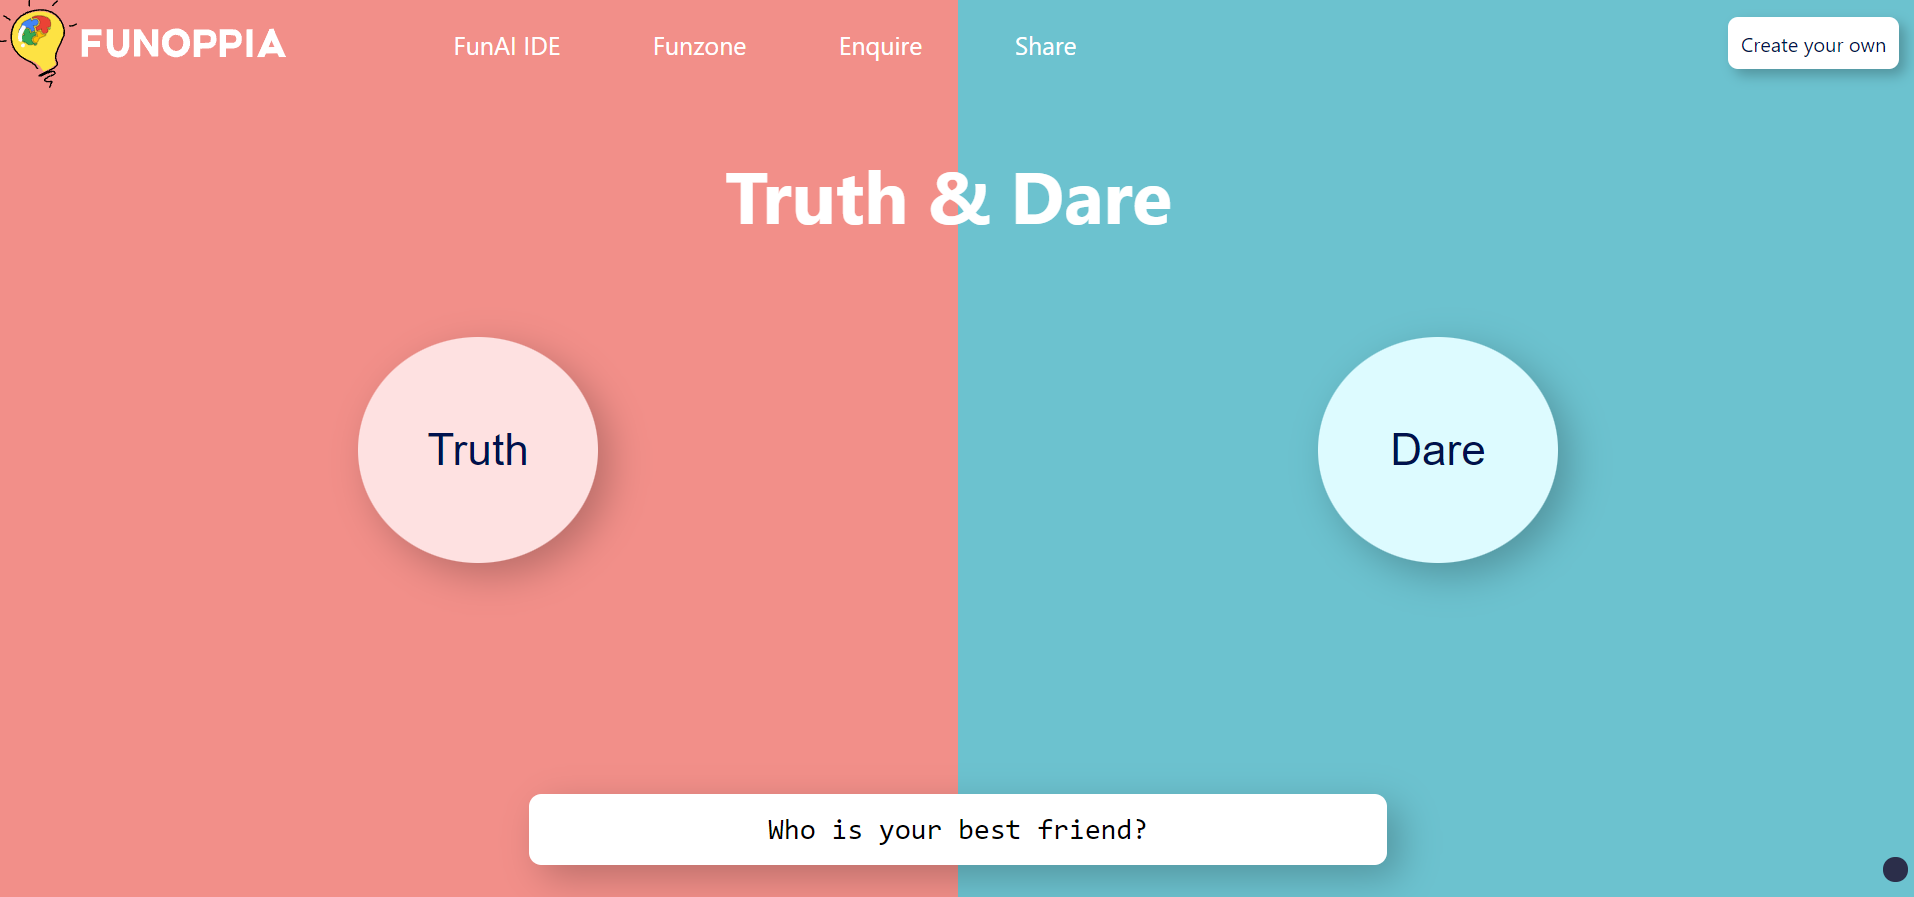 FUNOPPIA
FunAI IDE
Funzone
Enquire
Share
Create your own
Truth & Dare
Truth
Dare
Who is your best friend?